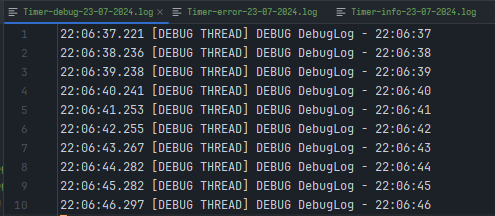 Timer-debug-23-07-2024.log × Timer-error-23-07-2024.log Timer-info-23-07-2024.log
1 22:06:37.221 [DEBUG THREAD] DEBUG DebugLog - 22:06:37
2 22:06:38.236 [DEBUG THREAD] DEBUG DebugLog - 22:06:38
3 22:06:39.238 [DEBUG THREAD] DEBUG DebugLog - 22:06:39
4 22:06:40.241 [DEBUG THREAD] DEBUG DebugLog - 22:06:40
5 22:06:41.253 [DEBUG THREAD] DEBUG DebugLog - 22:06:41
6 22:06:42.255 [DEBUG THREAD] DEBUG DebugLog - 22:06:42
7 22:06:43.267 [DEBUG THREAD] DEBUG DebugLog - 22:06:43
8 22:06:44.282 [DEBUG THREAD] DEBUG DebugLog - 22:06:44
9 22:06:45.282 [DEBUG THREAD] DEBUG DebugLog - 22:06:45
10 22:06:46.297 [DEBUG THREAD] DEBUG DebugLog - 22:06:46